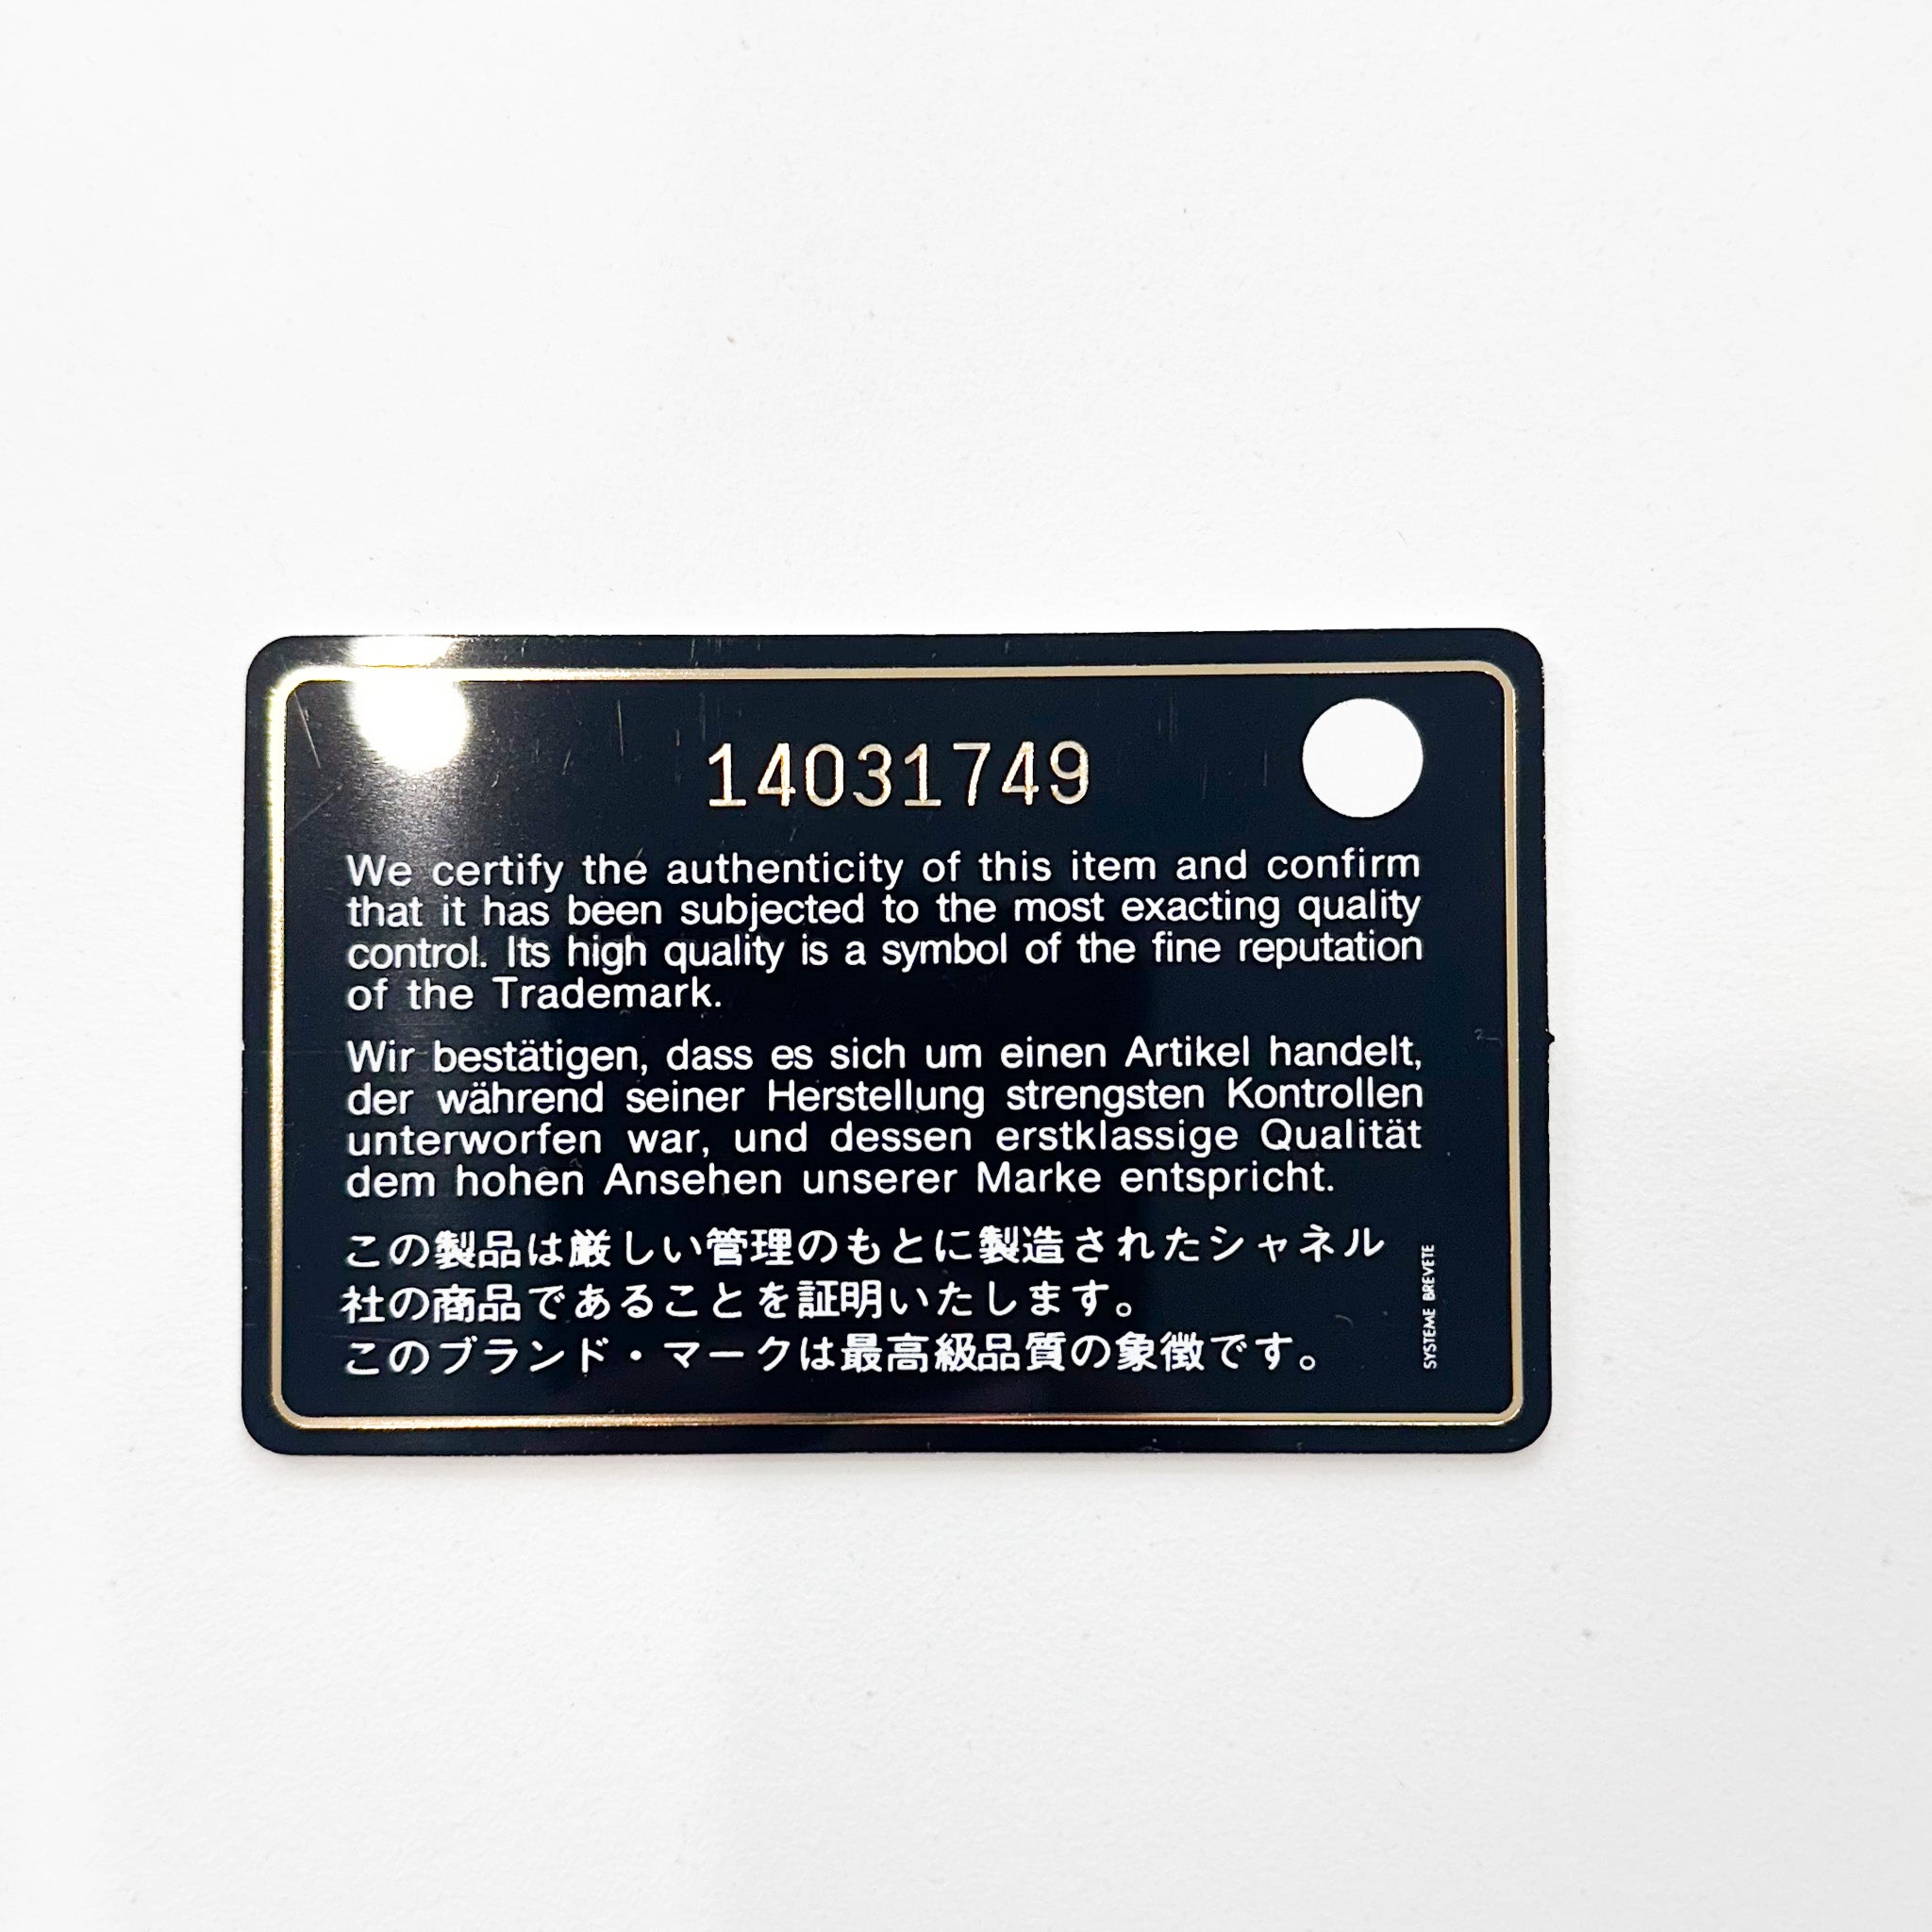 14031749
We certify the authenticity of this item and confirm
that it has been subjected to the most exacting quality
control. Its high quality is a symbol of the fine reputation
of the Trademark.
Wir bestätigen, dass es sich um einen Artikel handelt,
der während seiner Herstellung strengsten Kontrollen
unterworfen war, und dessen erstklassige Qualität
dem hohen Ansehen unserer Marke entspricht.
この製品は厳しい管理のもとに製造されたシャネル
社の商品であることを証明いたします。
このブランド・マークは最高級品質の象徴です。
SYSTEME BREVETE